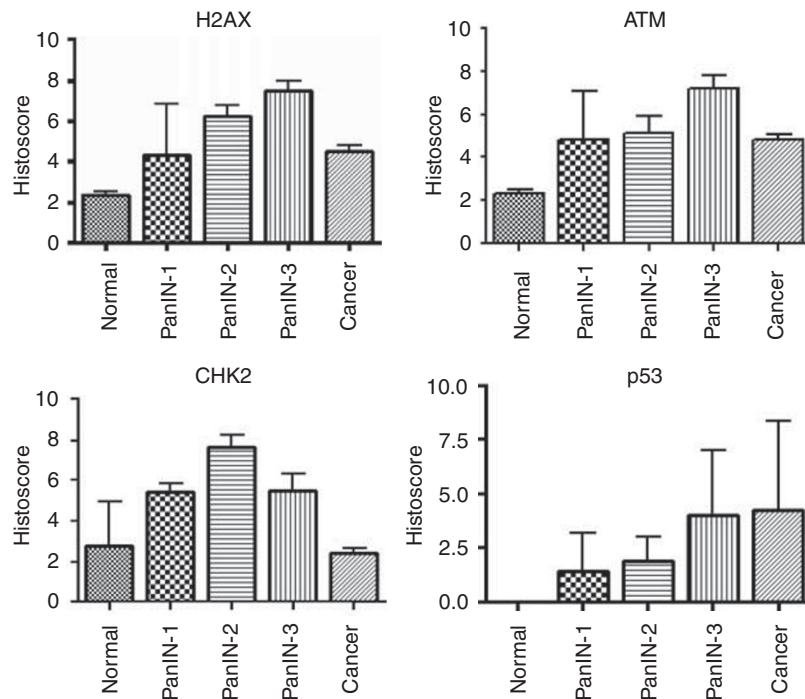 H2AX
10
8
6
4
2
0
Histoscore
Normal
PanIN-1
PanIN-2
PanIN-3
Cancer
ATM
10
8
6
4
2
0
Histoscore
Normal
PanIN-1
PanIN-2
PanIN-3
Cancer
CHK2
10
8
6
4
2
0
Histoscore
Normal
PanIN-1
PanIN-2
PanIN-3
Cancer
p53
10.0
7.5
5.0
2.5
0.0
Histoscore
Normal
PanIN-1
PanIN-2
PanIN-3
Cancer